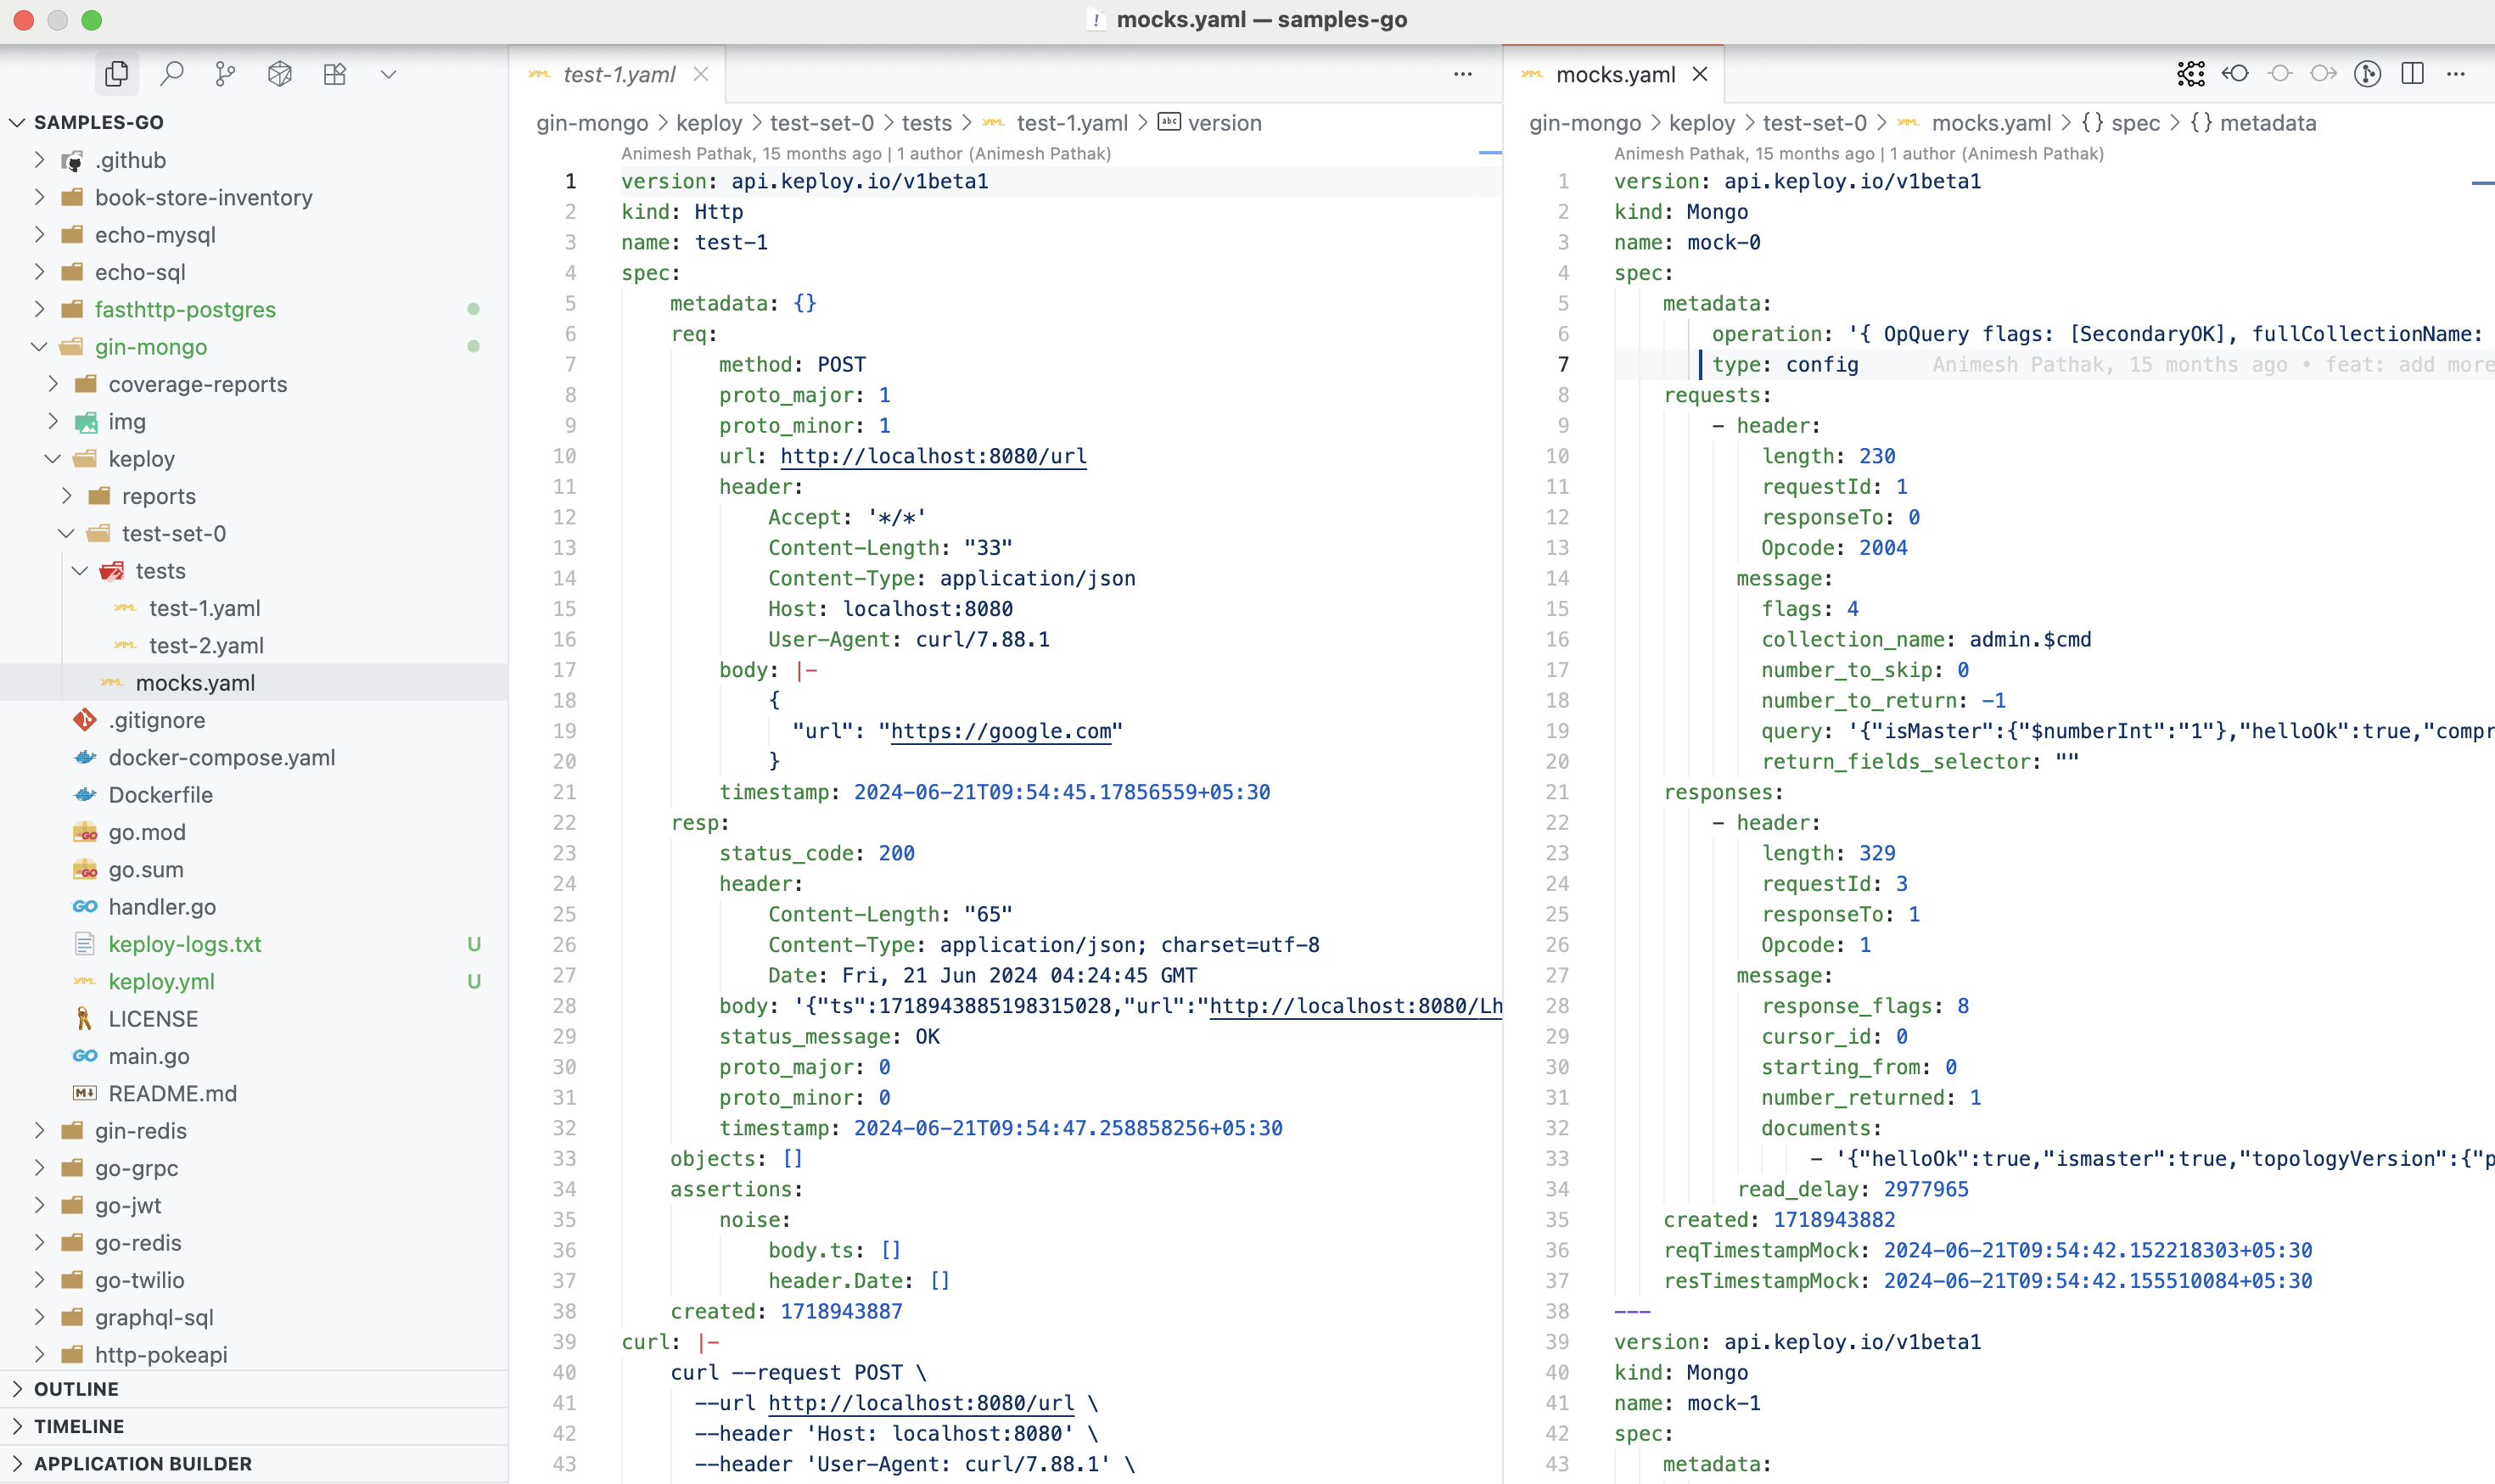 mocks.yaml — samples-go
SAMPLES-GO
.github
book-store-inventory
echo-mysql
echo-sql
fasthttp-postgres
gin-mongo
coverage-reports
img
keploy
reports
test-set-0
tests
test-1.yaml
test-2.yaml
mocks.yaml
.gitignore
docker-compose.yaml
Dockerfile
go.mod
go.sum
handler.go
keploy-logs.txt U
keploy.yml U
LICENSE
main.go
README.md
gin-redis
go-grpc
go-jwt
go-redis
go-twilio
graphql-sql
http-pokeapi
OUTLINE
TIMELINE
APPLICATION BUILDER
test-1.yaml
gin-mongo > keploy > test-set-0 > tests > test-1.yaml > version
Animesh Pathak, 15 months ago | 1 author (Animesh Pathak)
1 version: api.keploy.io/v1beta1
2 kind: Http
3 name: test-1
4 spec:
5 metadata: {}
6 req:
7 method: POST
8 proto_major: 1
9 proto_minor: 1
10 url: http://localhost:8080/url
11 header:
12 Accept: '*/*'
13 Content-Length: "33"
14 Content-Type: application/json
15 Host: localhost:8080
16 User-Agent: curl/7.88.1
17 body: |-
18 {
19 "url": "https://google.com"
20 }
21 timestamp: 2024-06-21T09:54:45.17856559+05:30
22 resp:
23 status_code: 200
24 header:
25 Content-Length: "65"
26 Content-Type: application/json; charset=utf-8
27 Date: Fri, 21 Jun 2024 04:24:45 GMT
28 body: '{"ts":1718943885198315028,"url":"http://localhost:8080/Lh
29 status_message: OK
30 proto_major: 0
31 proto_minor: 0
32 timestamp: 2024-06-21T09:54:47.258858256+05:30
33 objects: []
34 assertions:
35 noise:
36 body.ts: []
37 header.Date: []
38 created: 1718943887
39 curl: |-
40 curl --request POST \
41 --url http://localhost:8080/url \
42 --header 'Host: localhost:8080' \
43 --header 'User-Agent: curl/7.88.1' \
mocks.yaml
gin-mongo > keploy > test-set-0 > mocks.yaml > {} spec > {} metadata
Animesh Pathak, 15 months ago | 1 author (Animesh Pathak)
1 version: api.keploy.io/v1beta1
2 kind: Mongo
3 name: mock-0
4 spec:
5 metadata:
6 operation: '{ OpQuery flags: [SecondaryOK], fullCollectionName:
7 type: config Animesh Pathak, 15 months ago • feat: add more
8 requests:
9 - header:
10 length: 230
11 requestId: 1
12 responseTo: 0
13 Opcode: 2004
14 message:
15 flags: 4
16 collection_name: admin.$cmd
17 number_to_skip: 0
18 number_to_return: -1
19 query: '{"isMaster":{"$numberInt":"1"},"helloOk":true,"compr
20 return_fields_selector: ""
21 responses:
22 - header:
23 length: 329
24 requestId: 3
25 responseTo: 1
26 Opcode: 1
27 message:
28 response_flags: 8
29 cursor_id: 0
30 starting_from: 0
31 number_returned: 1
32 documents:
33 - '{"helloOk":true,"ismaster":true,"topologyVersion":{"p
34 read_delay: 2977965
35 created: 1718943882
36 reqTimestampMock: 2024-06-21T09:54:42.152218303+05:30
37 resTimestampMock: 2024-06-21T09:54:42.155510084+05:30
38 ---
39 version: api.keploy.io/v1beta1
40 kind: Mongo
41 name: mock-1
42 spec:
43 metadata: